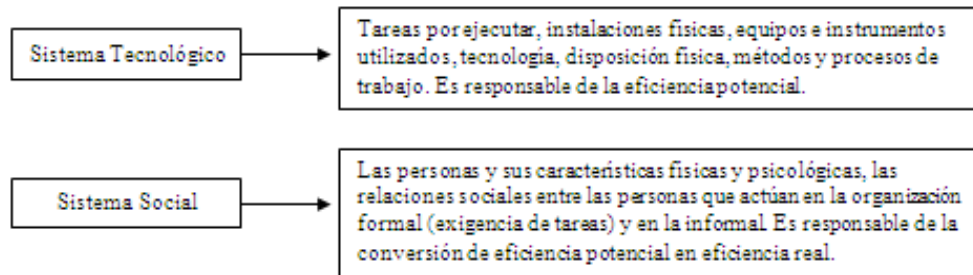 Sistema Tecnológico
Tareas por ejecutar, instalaciones físicas, equipos e instrumentos
utilizados, tecnología, disposición física, métodos y procesos de
trabajo. Es responsable de la eficiencia potencial.
Sistema Social
Las personas y sus características físicas y psicológicas, las
relaciones sociales entre las personas que actúan en la organización
formal (exigencia de tareas) y en la informal. Es responsable de la
conversión de eficiencia potencial en eficiencia real.